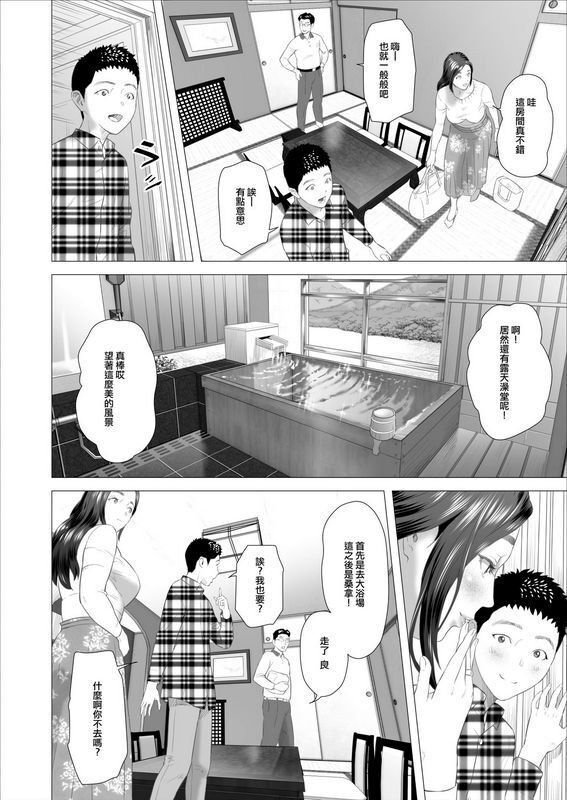 哇
這房間真不錯
嗨ー
也就一般般吧
誒ー
有點意思
啊！
居然還有露天澡堂呢！
真棒哎
望著這麼美的風景
首先是去大浴場
這之後是桑拿！
走了 良
誒？我也要？
什麼啊你不去嗎？